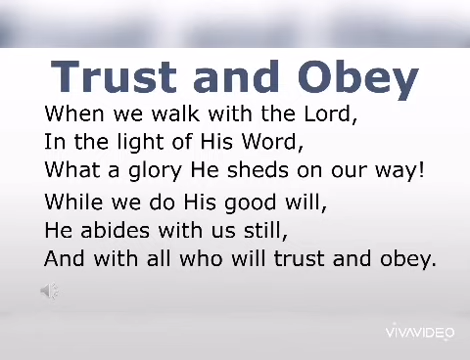 Trust and Obey
When we walk with the Lord,
In the light of His Word,
What a glory He sheds on our way!
While we do His good will,
He abides with us still,
And with all who will trust and obey.
VIVAVIDEO